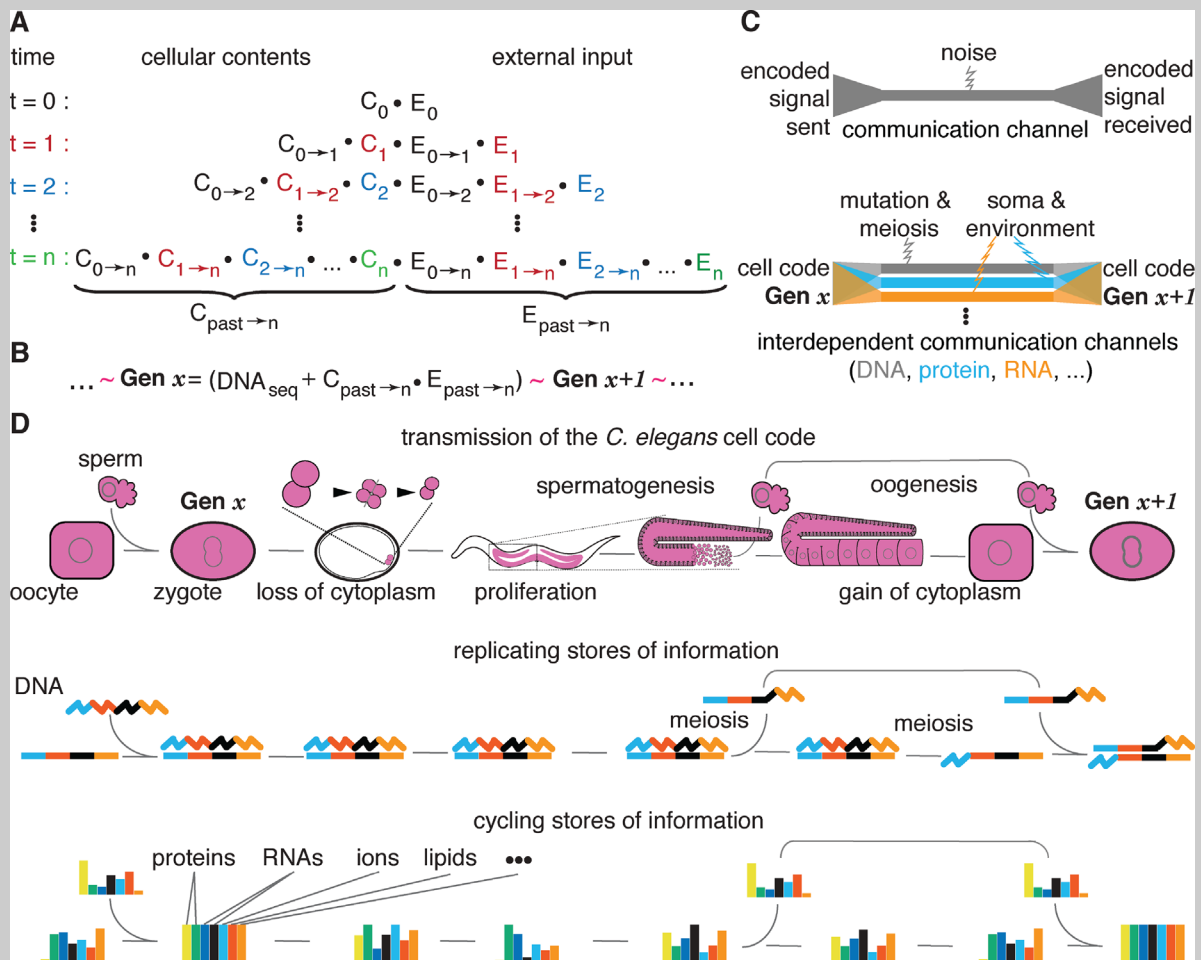 A
time cellular contents external input
t = 0 : C0 • E0
t = 1 : C0→1 • C1 • E0→1 • E1
t = 2 : C0→2 • C1→2 • C2 • E0→2 • E1→2 • E2
t = n : C0→n • C1→n • C2→n • ... • Cn • E0→n • E1→n • E2→n • ... • En
Cpast→n Epast→n
B
... ~ Gen x = (DNAseq + Cpast→n • Epast→n) ~ Gen x+1 ~ ...
C
noise
encoded signal sent
communication channel
encoded signal received
mutation & meiosis
soma & environment
cell code Gen x
cell code Gen x+1
interdependent communication channels
(DNA, protein, RNA, ...)
D
transmission of the C. elegans cell code
sperm
Gen x
spermatogenesis
oogenesis
Gen x+1
oocyte
zygote
loss of cytoplasm
proliferation
gain of cytoplasm
replicating stores of information
DNA
meiosis
meiosis
cycling stores of information
proteins RNAs ions lipids •••